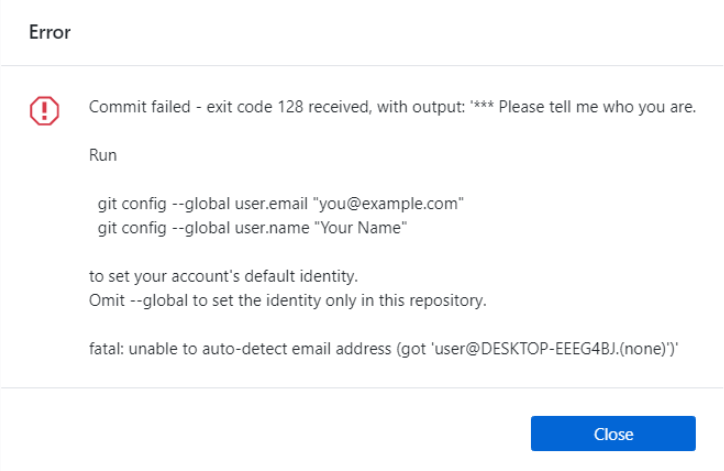 Error
Commit failed - exit code 128 received, with output: '*** Please tell me who you are.
Run
git config --global user.email "you@example.com"
git config --global user.name "Your Name"
to set your account's default identity.
Omit --global to set the identity only in this repository.
fatal: unable to auto-detect email address (got 'user@DESKTOP-EEEG4BJ.(none)')'
Close